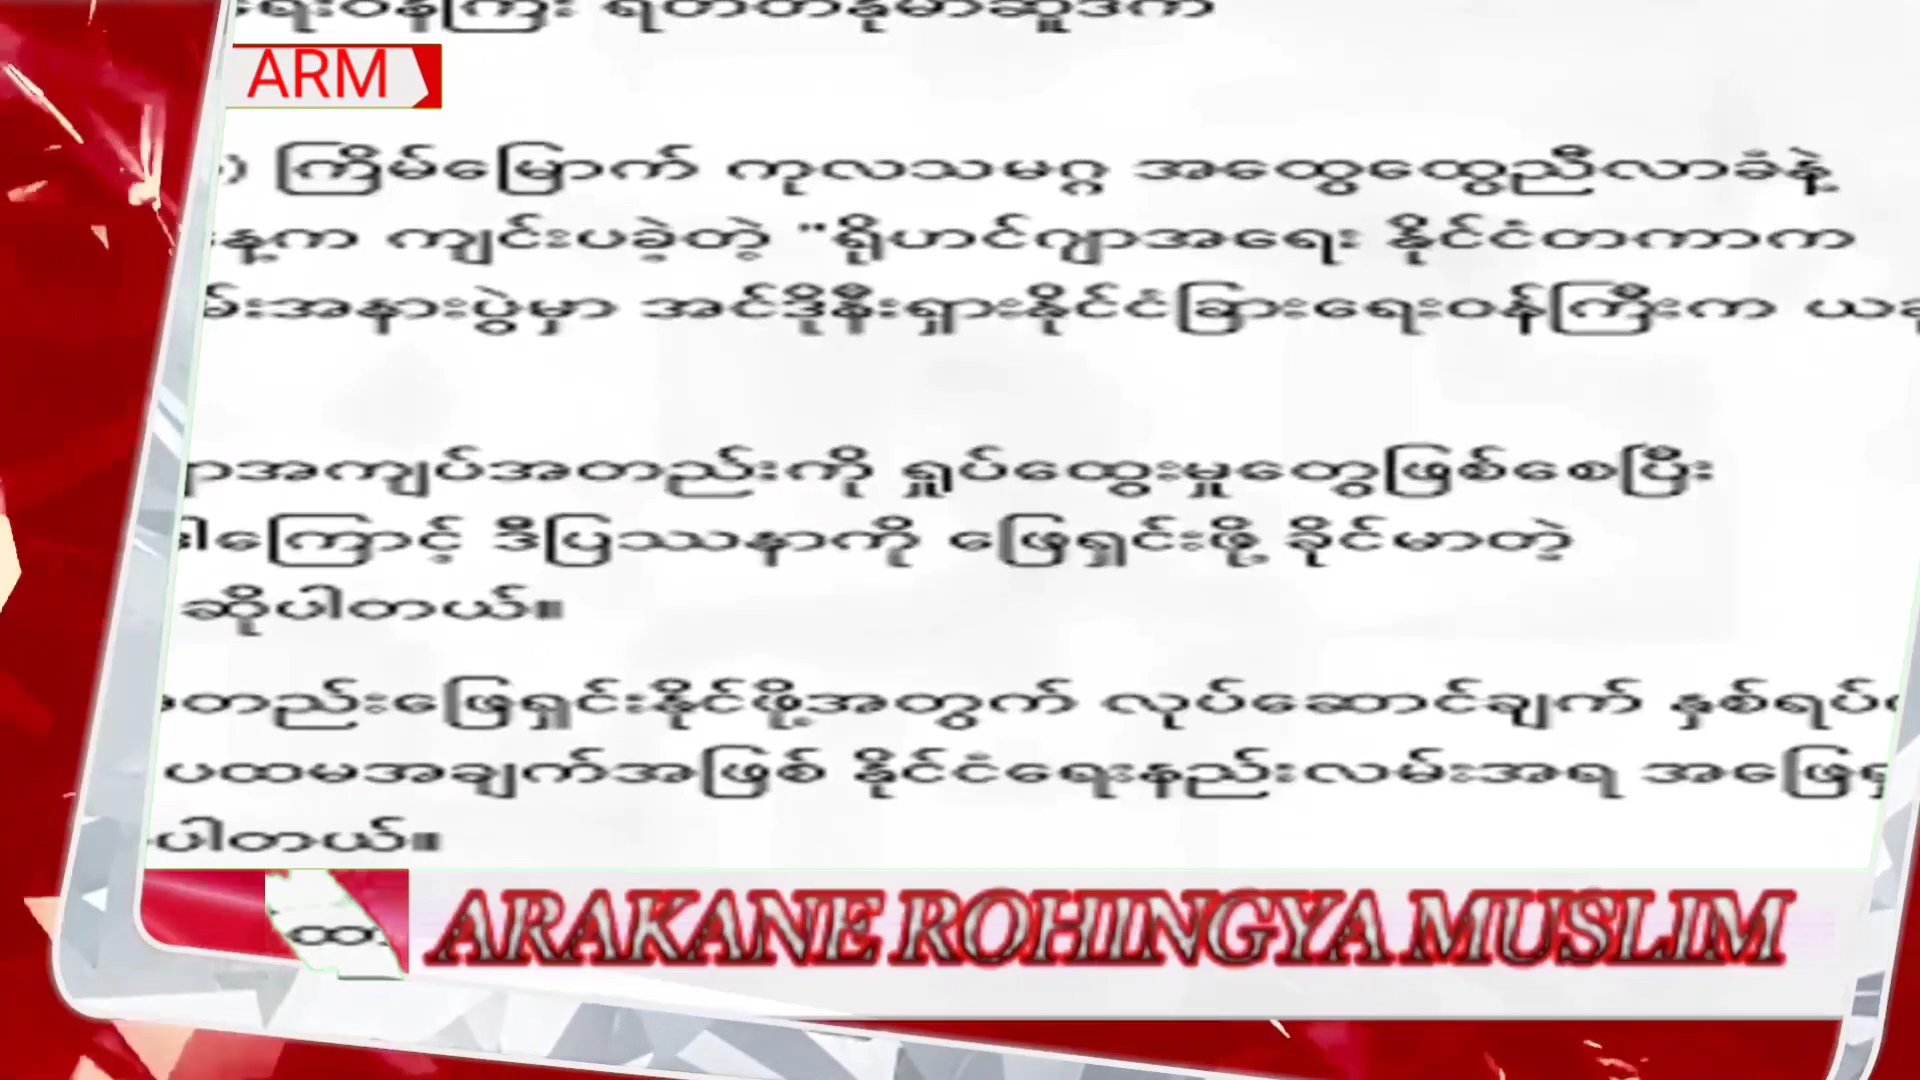 ရေးဝန်ကြီး
ARM
ကြိမ်မြောက် ကုလသမဂ္ဂ အထွေထွေညီလာခံနဲ့
နေ့က ကျင်းပခဲ့တဲ့ "ရိုဟင်ဂျာအရေး နိုင်ငံတကာက
မ်းအနားပွဲမှာ အင်ဒိုနီးရှားနိုင်ငံခြားရေးဝန်ကြီးက
အကျပ်အတည်းကို ရှုပ်ထွေးမှုတွေဖြစ်စေပြီး
ါကြောင့် ဒီပြဿနာကို ဖြေရှင်းဖို့ ခိုင်မာတဲ့
ဆိုပါတယ်။
တည်းဖြေရှင်းနိုင်ဖို့အတွက် လုပ်ဆောင်ချက် နှစ်ရပ်
ပထမအချက်အဖြစ် နိုင်ငံရေးနည်းလမ်းအရ
ပါတယ်။
ARAKANE ROHINGYA MUSLIM